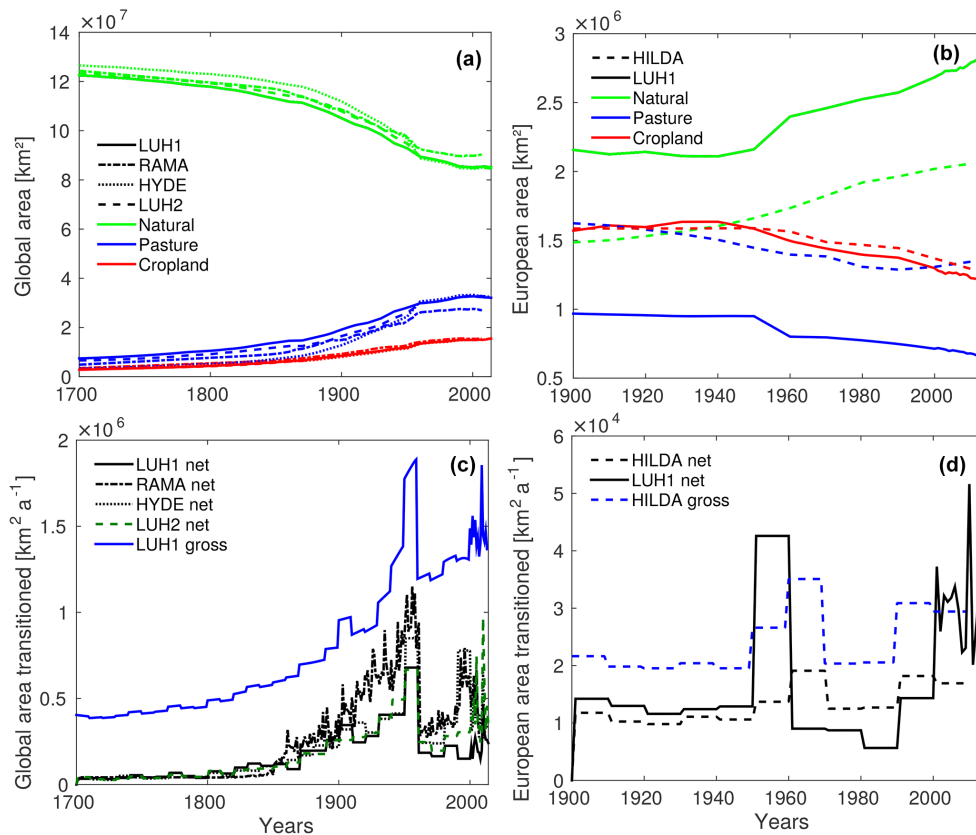 ×10⁷
(a)
14
12
10
8
6
4
2
0
Global area [km²]
LUH1
RAMA
HYDE
LUH2
Natural
Pasture
Cropland
1700
1800
1900
2000
×10⁶
(b)
3
2.5
2
1.5
1
0.5
European area [km²]
HILDA
LUH1
Natural
Pasture
Cropland
1900
1920
1940
1960
1980
2000
×10⁶
(c)
2
1.5
1
0.5
0
Global area transitioned [km² a⁻¹]
LUH1 net
RAMA net
HYDE net
LUH2 net
LUH1 gross
1700
1800
1900
2000
Years
×10⁴
(d)
6
5
4
3
2
1
0
European area transitioned [km² a⁻¹]
HILDA net
LUH1 net
HILDA gross
1900
1920
1940
1960
1980
2000
Years